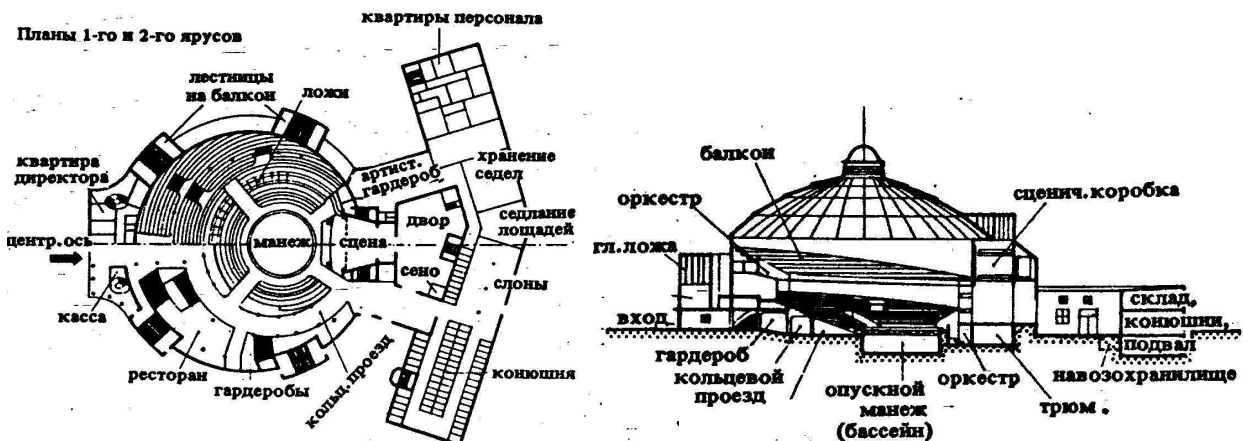 Планы 1-го и 2-го ярусов
квартиры персонала
лестницы
на балкон
ложи
квартира
директора
артист.
гардероб
хранение
седел
седлание
лощадей
центр. ось
манеж
сцена
двор
сено
слоны
касса
ресторан
гардеробы
кольц. проезд
конюшня
балкон
оркестр
сценич. коробка
гл. ложа
вход
склад,
конюшни,
подвал
гардероб
кольцевой
проезд
опускной
манеж
(бассейн)
оркестр
трюм.
навозохранилище